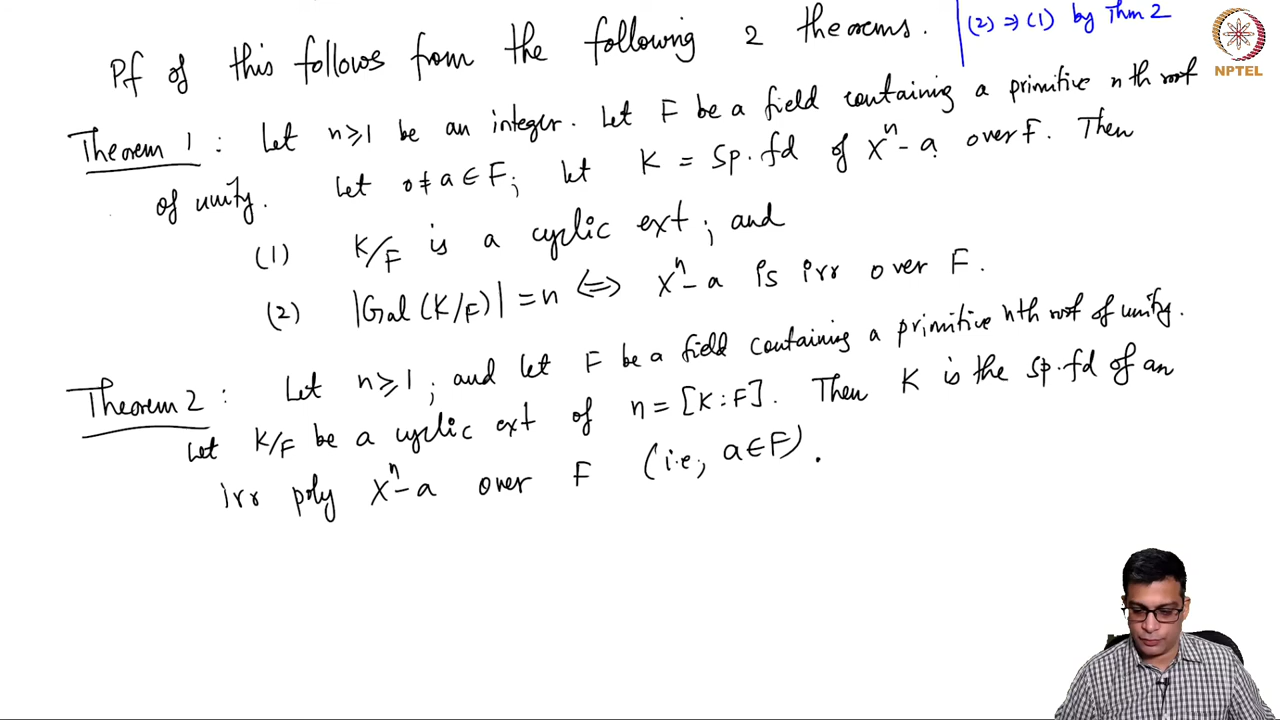 (2) ⇒ (1) by Thm 2
NPTEL
Pf of this follows from the following 2 theorems.
Theorem 1 : Let n ≥ 1 be an integer. Let F be a field containing a primitive nth root
of unity. Let 0 ≠ a ∈ F; let K = Sp. fd of X^n - a over F. Then
(1) K/F is a cyclic ext; and
(2) |Gal(K/F)| = n ⟺ X^n - a is irr over F.
Theorem 2 : Let n ≥ 1; and let F be a field containing a primitive nth root of unity.
Let K/F be a cyclic ext of n = [K:F]. Then K is the sp. fd of an
irr poly X^n - a over F (i.e., a ∈ F).